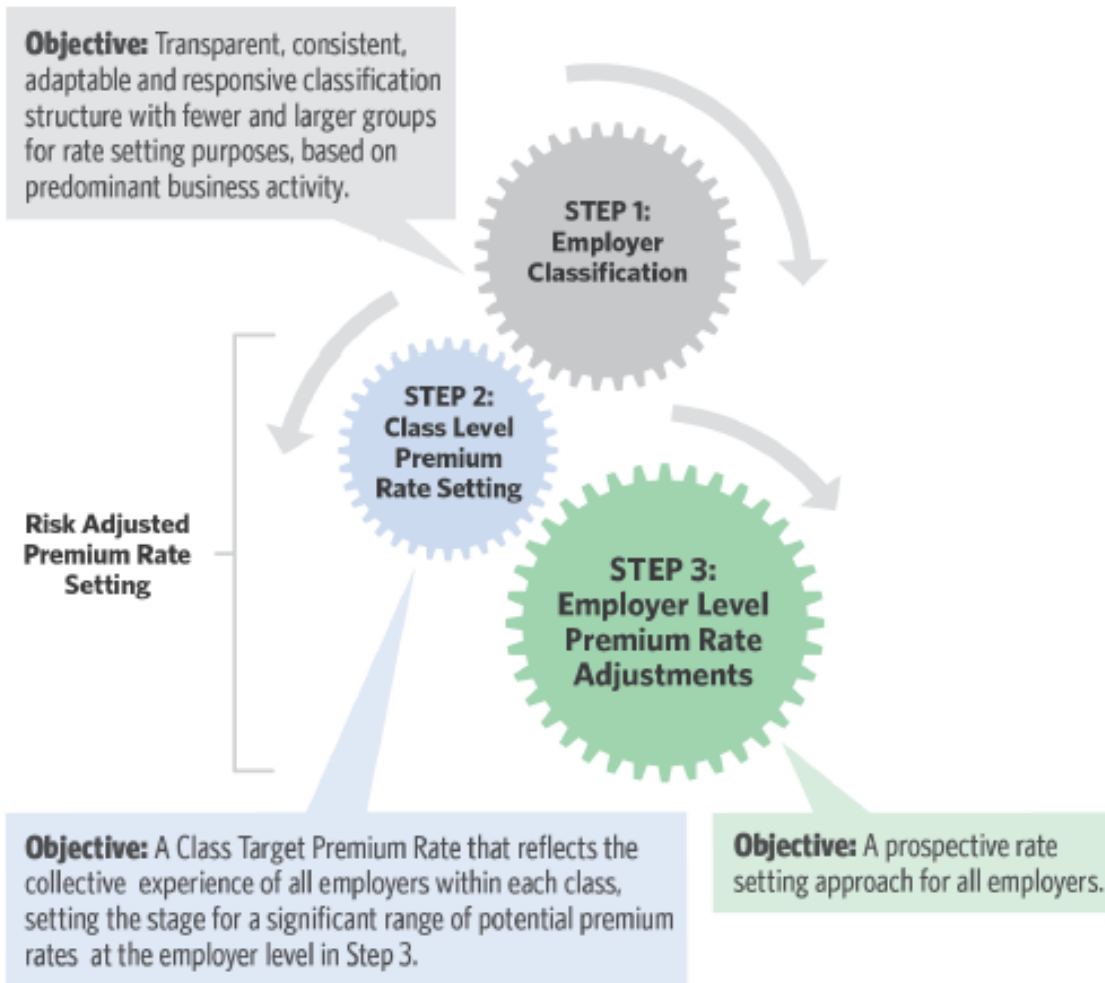 Objective: Transparent, consistent,
adaptable and responsive classification
structure with fewer and larger groups
for rate setting purposes, based on
predominant business activity.
STEP 1:
Employer
Classification
STEP 2:
Class Level
Premium
Rate Setting
Risk Adjusted
Premium Rate
Setting
STEP 3:
Employer Level
Premium Rate
Adjustments
Objective: A Class Target Premium Rate that reflects the
collective experience of all employers within each class,
setting the stage for a significant range of potential premium
rates at the employer level in Step 3.
Objective: A prospective rate
setting approach for all employers.